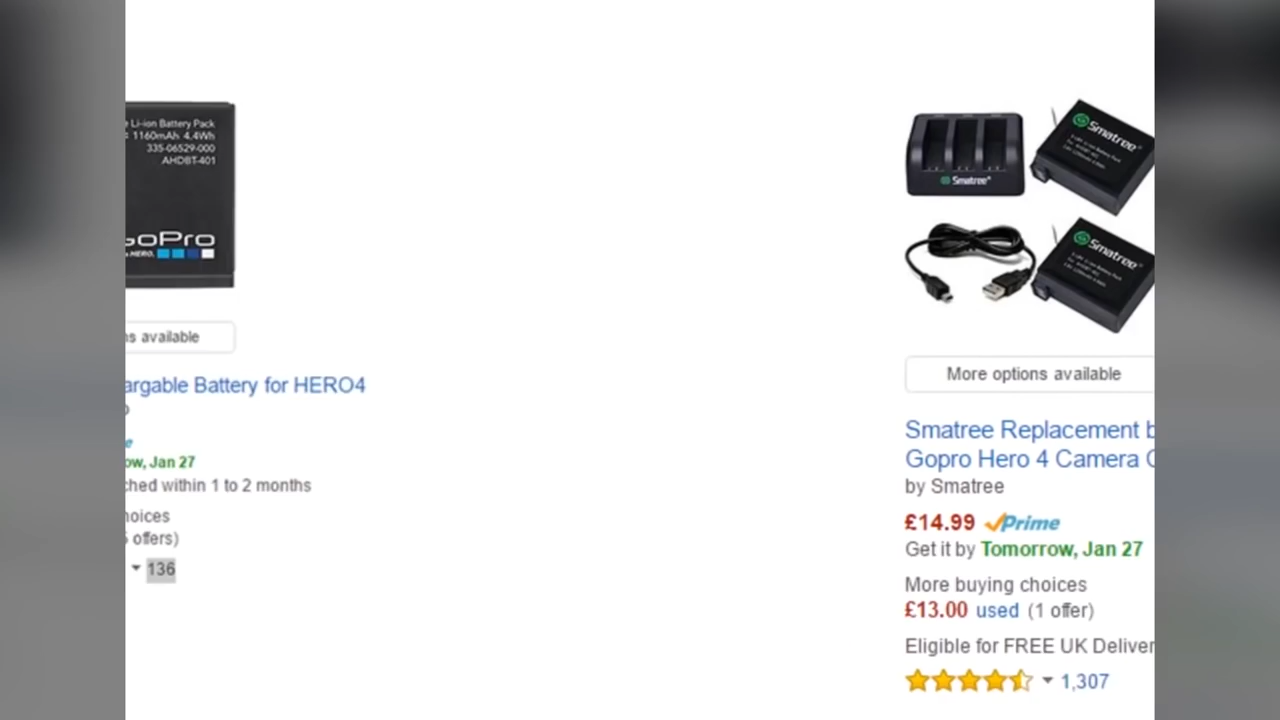 Li-ion Battery Pack
1160mAh 4.4Wh
335-06529-000
AHDBT-401
GoPro
HERO.
ns available
argable Battery for HERO4
o
e
ow, Jan 27
ched within 1 to 2 months
hoices
offers)
136
Smatree
Smatree
Smatree
More options available
Smatree Replacement b
Gopro Hero 4 Camera C
by Smatree
£14.99 Prime
Get it by Tomorrow, Jan 27
More buying choices
£13.00 used (1 offer)
Eligible for FREE UK Deliver
1,307